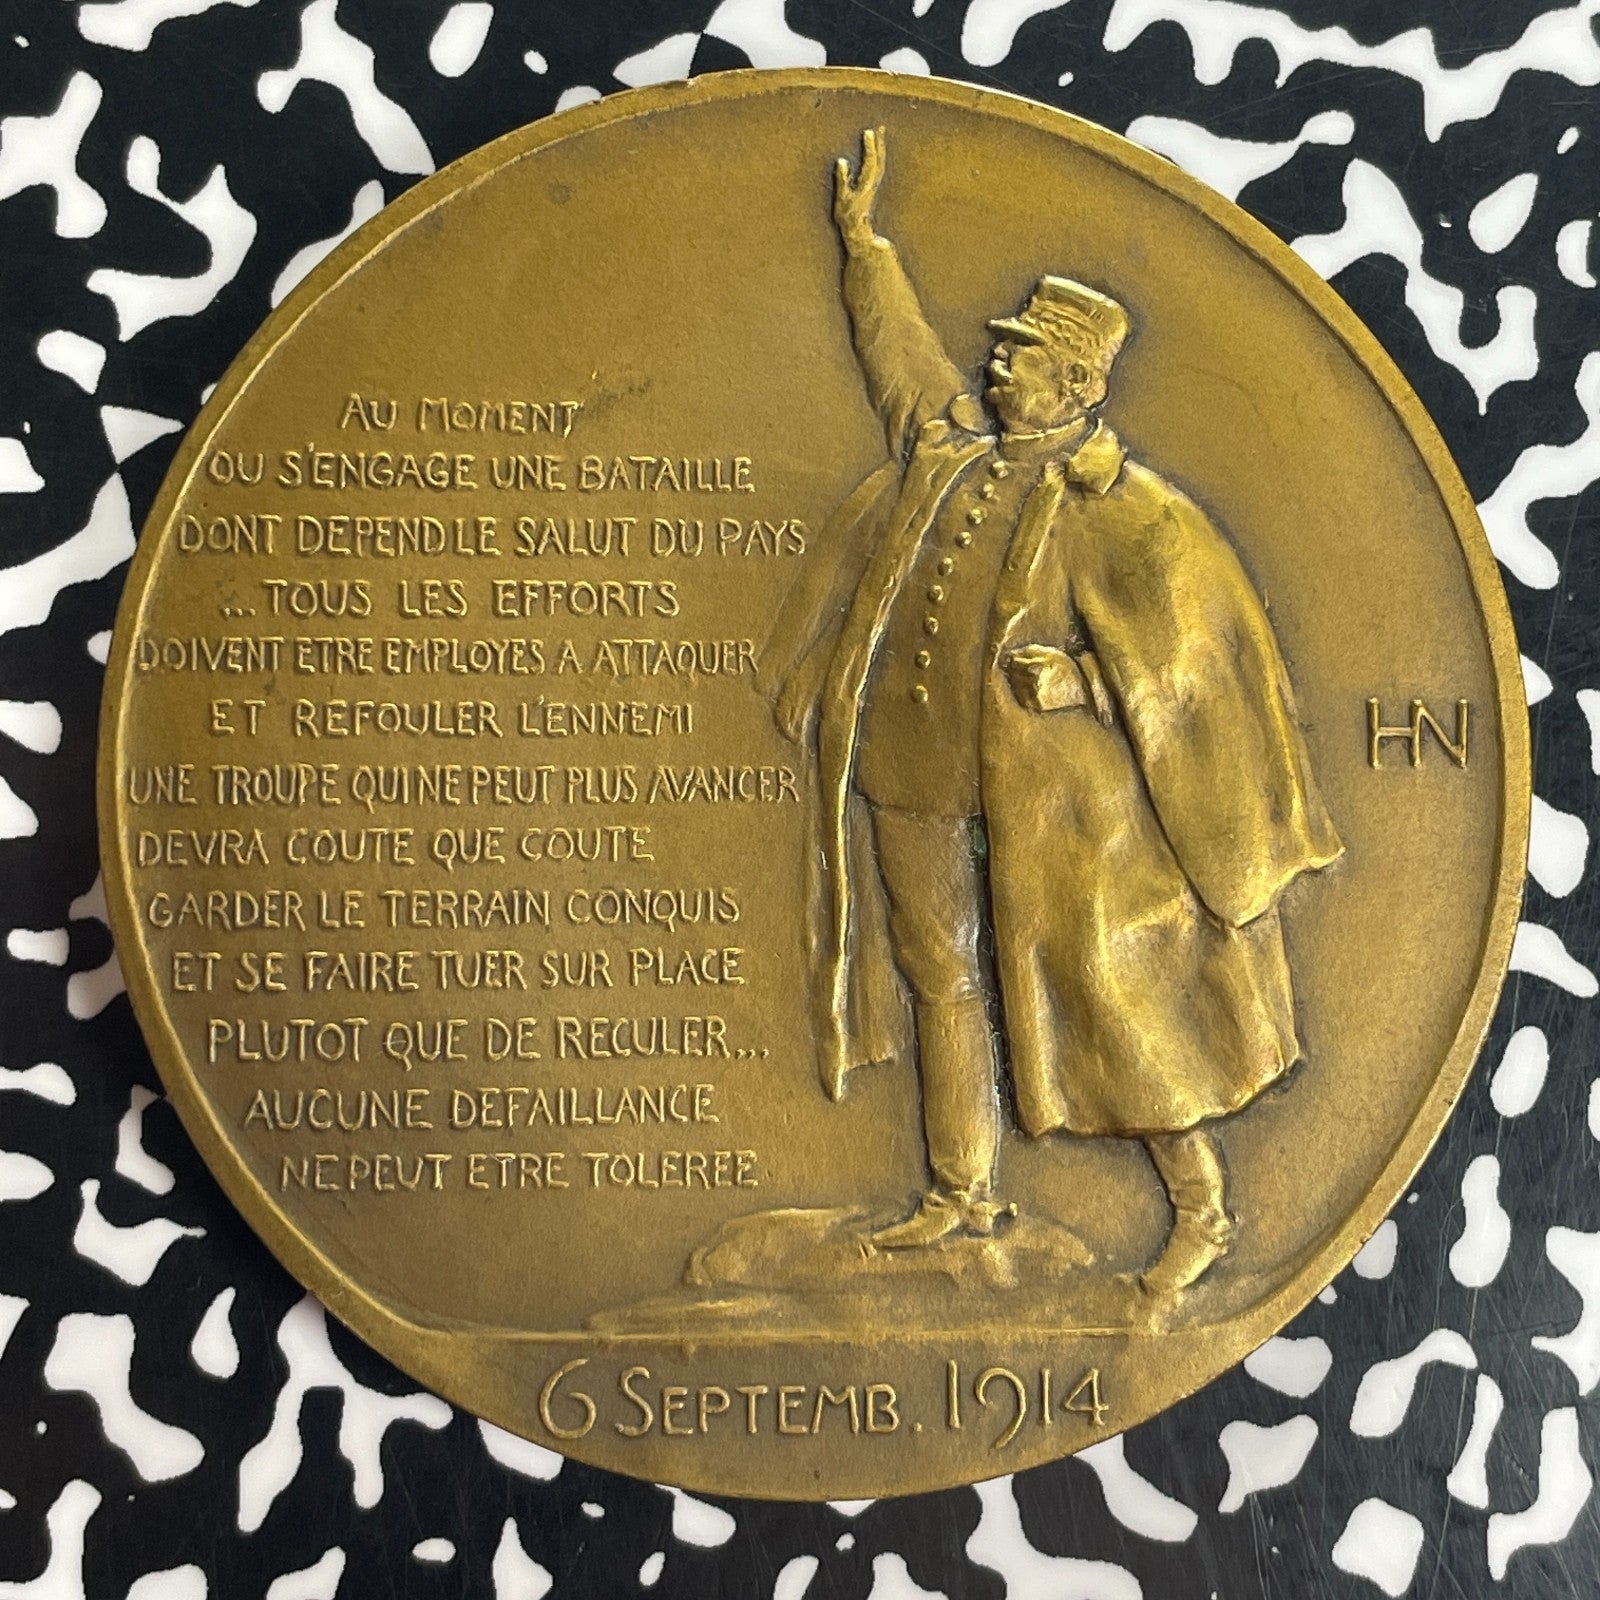 AU MOMENT
OU S'ENGAGE UNE BATAILLE
DONT DEPEND LE SALUT DU PAYS
...TOUS LES EFFORTS
DOIVENT ETRE EMPLOYES A ATTAQUER
ET REFOULER L'ENNEMI
UNE TROUPE QUI NE PEUT PLUS AVANCER
DEVRA COUTE QUE COUTE
GARDER LE TERRAIN CONQUIS
ET SE FAIRE TUER SUR PLACE
PLUTOT QUE DE RECULER...
AUCUNE DEFAILLANCE
NE PEUT ETRE TOLEREE.
HN
6 SEPTEMB. 1914